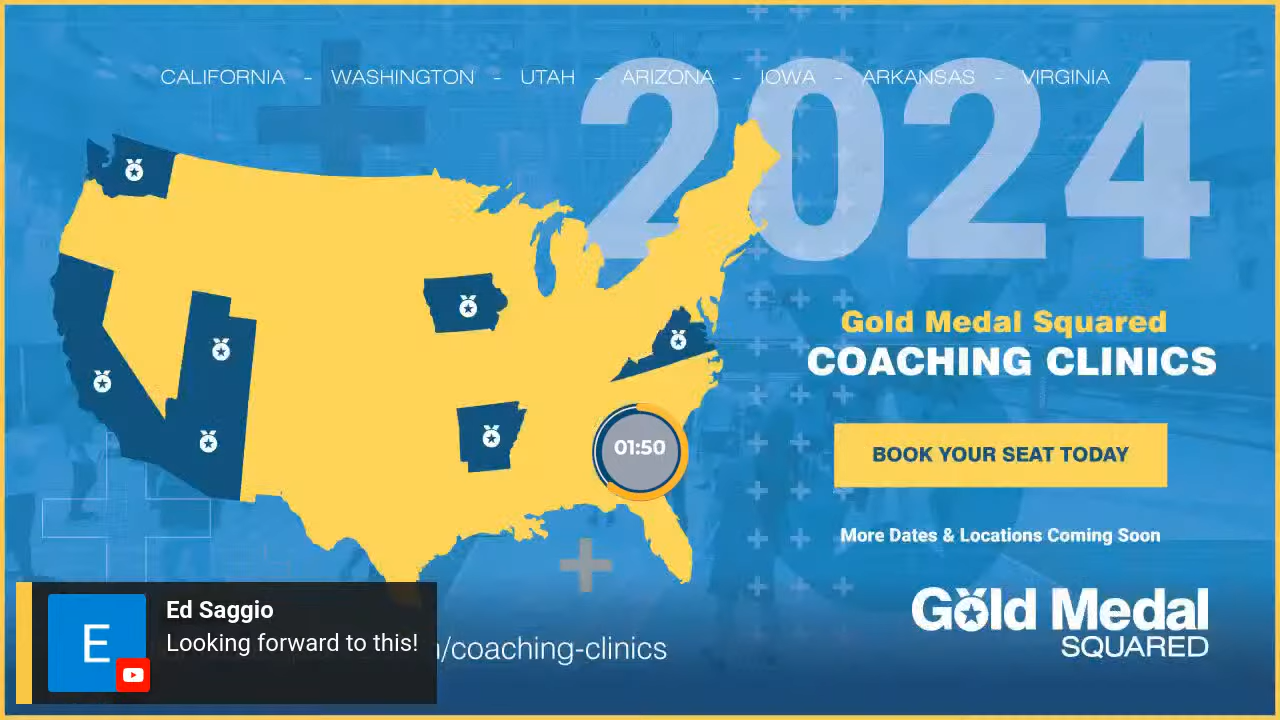 CALIFORNIA - WASHINGTON - UTAH - ARIZONA - IOWA - ARKANSAS - VIRGINIA
2024
Gold Medal Squared
COACHING CLINICS
01:50
BOOK YOUR SEAT TODAY
More Dates & Locations Coming Soon
Gold Medal
SQUARED
E
Ed Saggio
Looking forward to this!
/coaching-clinics